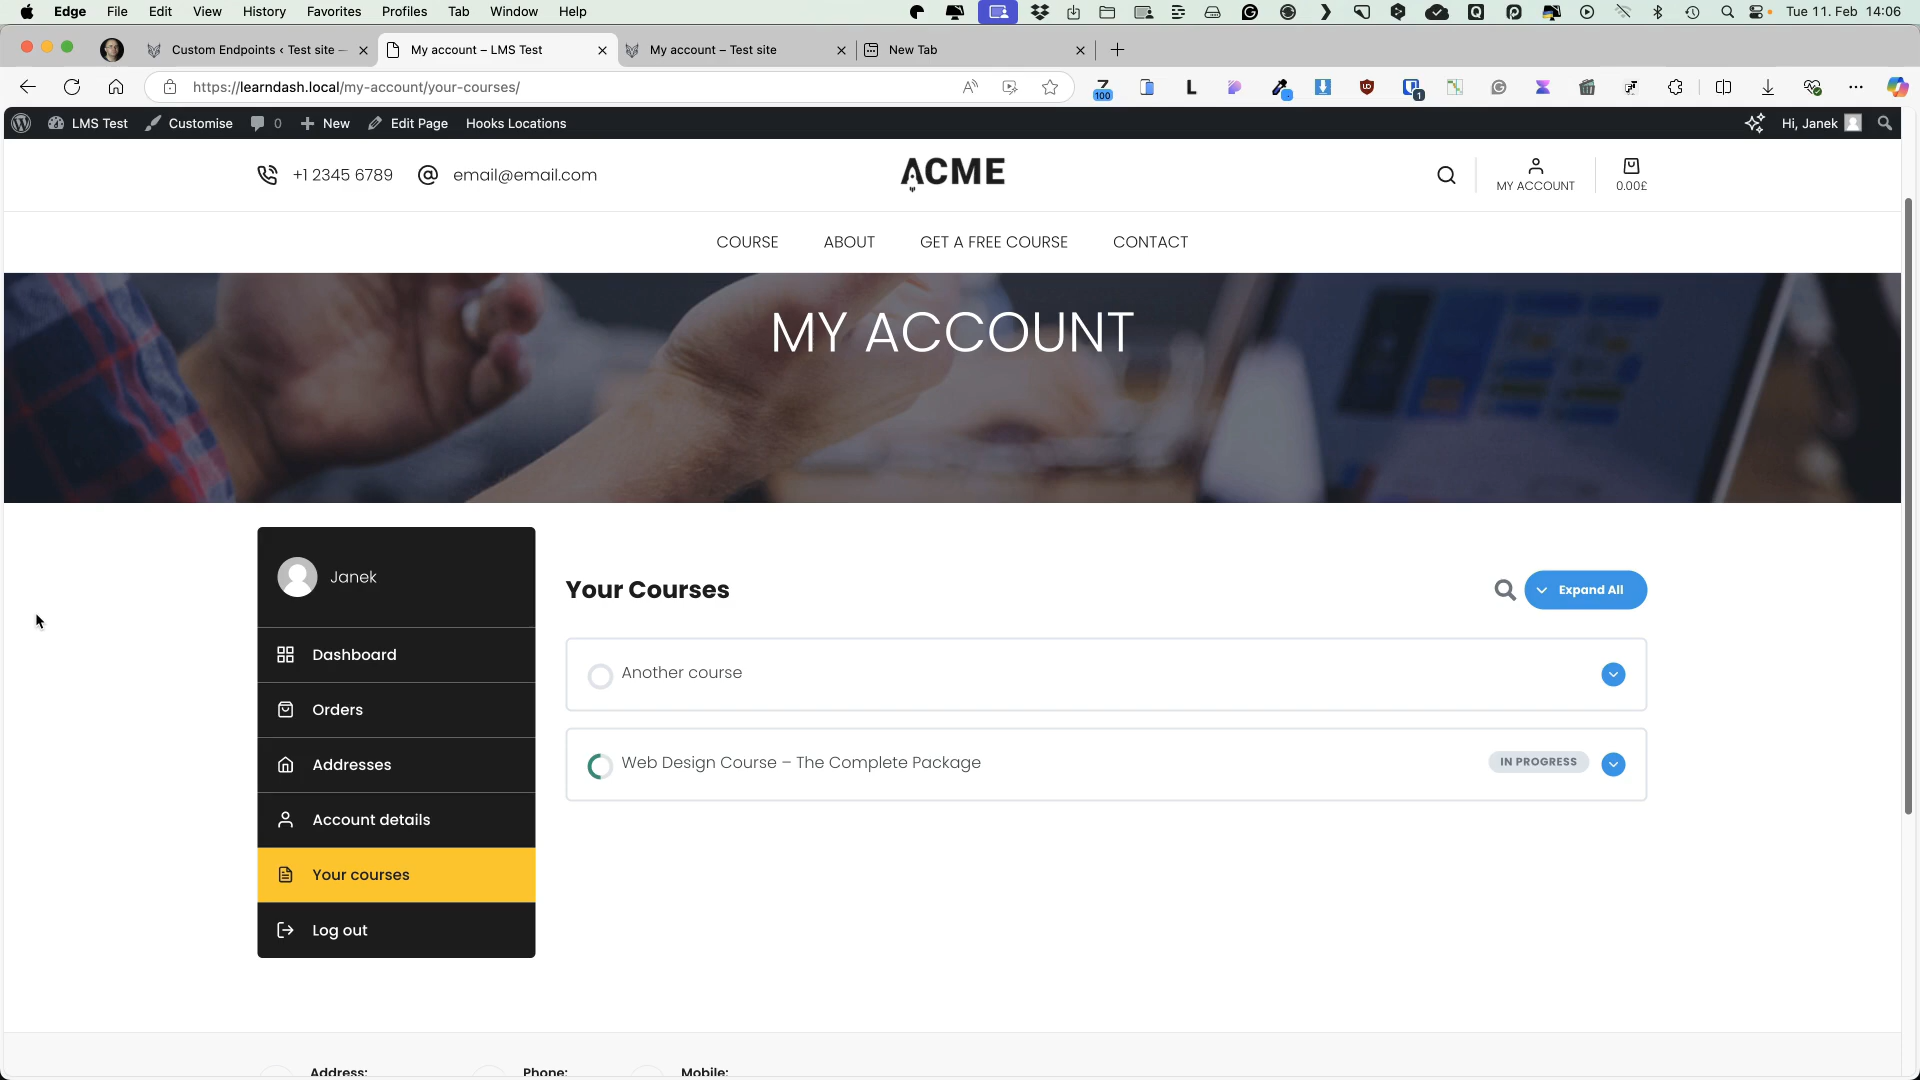 Edge File Edit View History Favorites Profiles Tab Window Help
Tue 11. Feb 14:06
Custom Endpoints ‹ Test site —
My account – LMS Test
My account – Test site
New Tab
https://learndash.local/my-account/your-courses/
100
1
LMS Test
Customise
0
New
Edit Page
Hooks Locations
Hi, Janek
+1 2345 6789
email@email.com
ACME
MY ACCOUNT
0.00£
COURSE
ABOUT
GET A FREE COURSE
CONTACT
MY ACCOUNT
Janek
Dashboard
Orders
Addresses
Account details
Your courses
Log out
Your Courses
Expand All
Another course
Web Design Course – The Complete Package
IN PROGRESS
Address:
Phone:
Mobile: